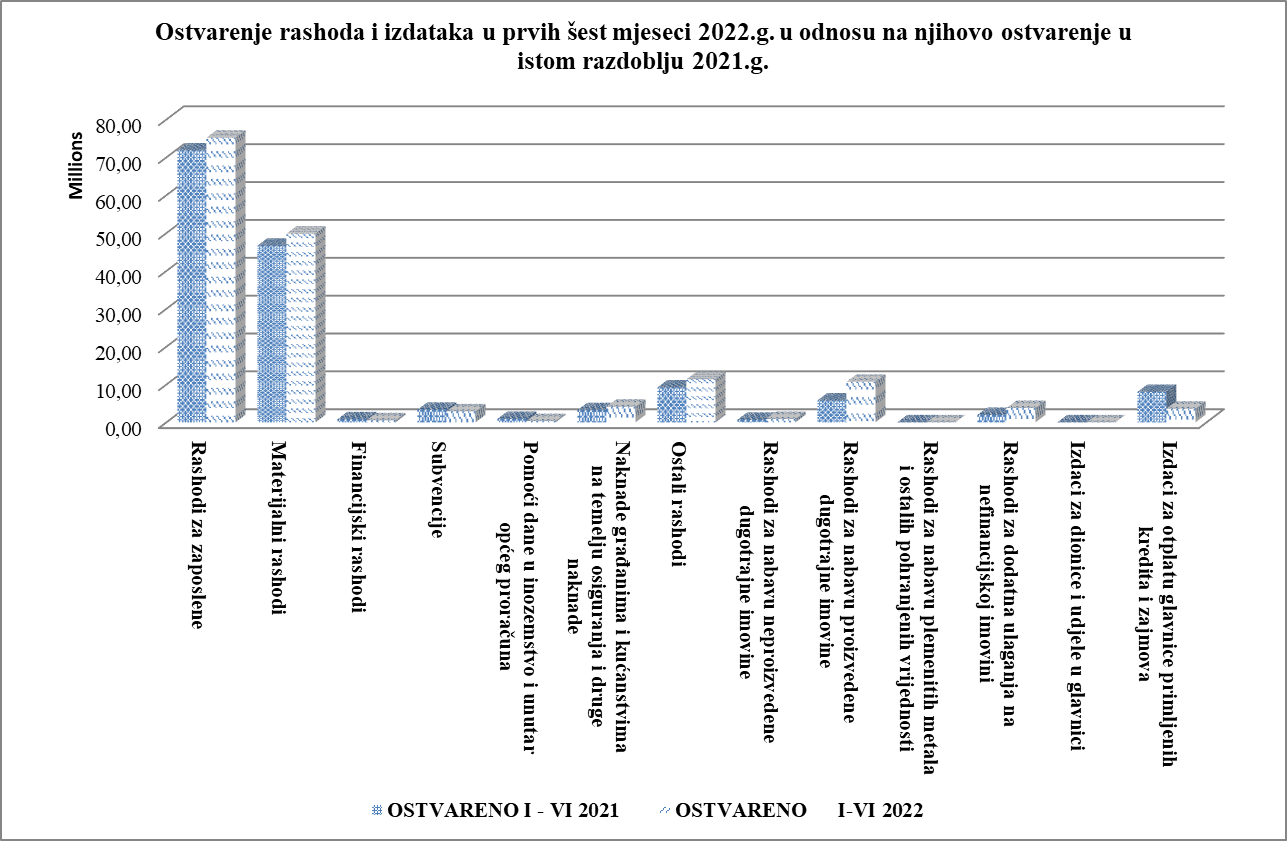 Ostvarenje rashoda i izdataka u prvih šest mjeseci 2022.g. u odnosu na njihovo ostvarenje u
istom razdoblju 2021.g.
Millions
80,00
70,00
60,00
50,00
40,00
30,00
20,00
10,00
0,00
Rashodi za zaposlene
Materijalni rashodi
Financijski rashodi
Subvencije
Pomoći dane u inozemstvo i unutar
općeg proračuna
Naknade građanima i kućanstvima
na temelju osiguranja i druge
naknade
Ostali rashodi
Rashodi za nabavu neproizvedene
dugotrajne imovine
Rashodi za nabavu proizvedene
dugotrajne imovine
Rashodi za nabavu plemenitih metala
i ostalih pohranjenih vrijednosti
Rashodi za dodatna ulaganja na
nefinancijskoj imovini
Izdaci za dionice i udjele u glavnici
Izdaci za otplatu glavnice primljenih
kredita i zajmova
OSTVARENO I - VI 2021
OSTVARENO I-VI 2022